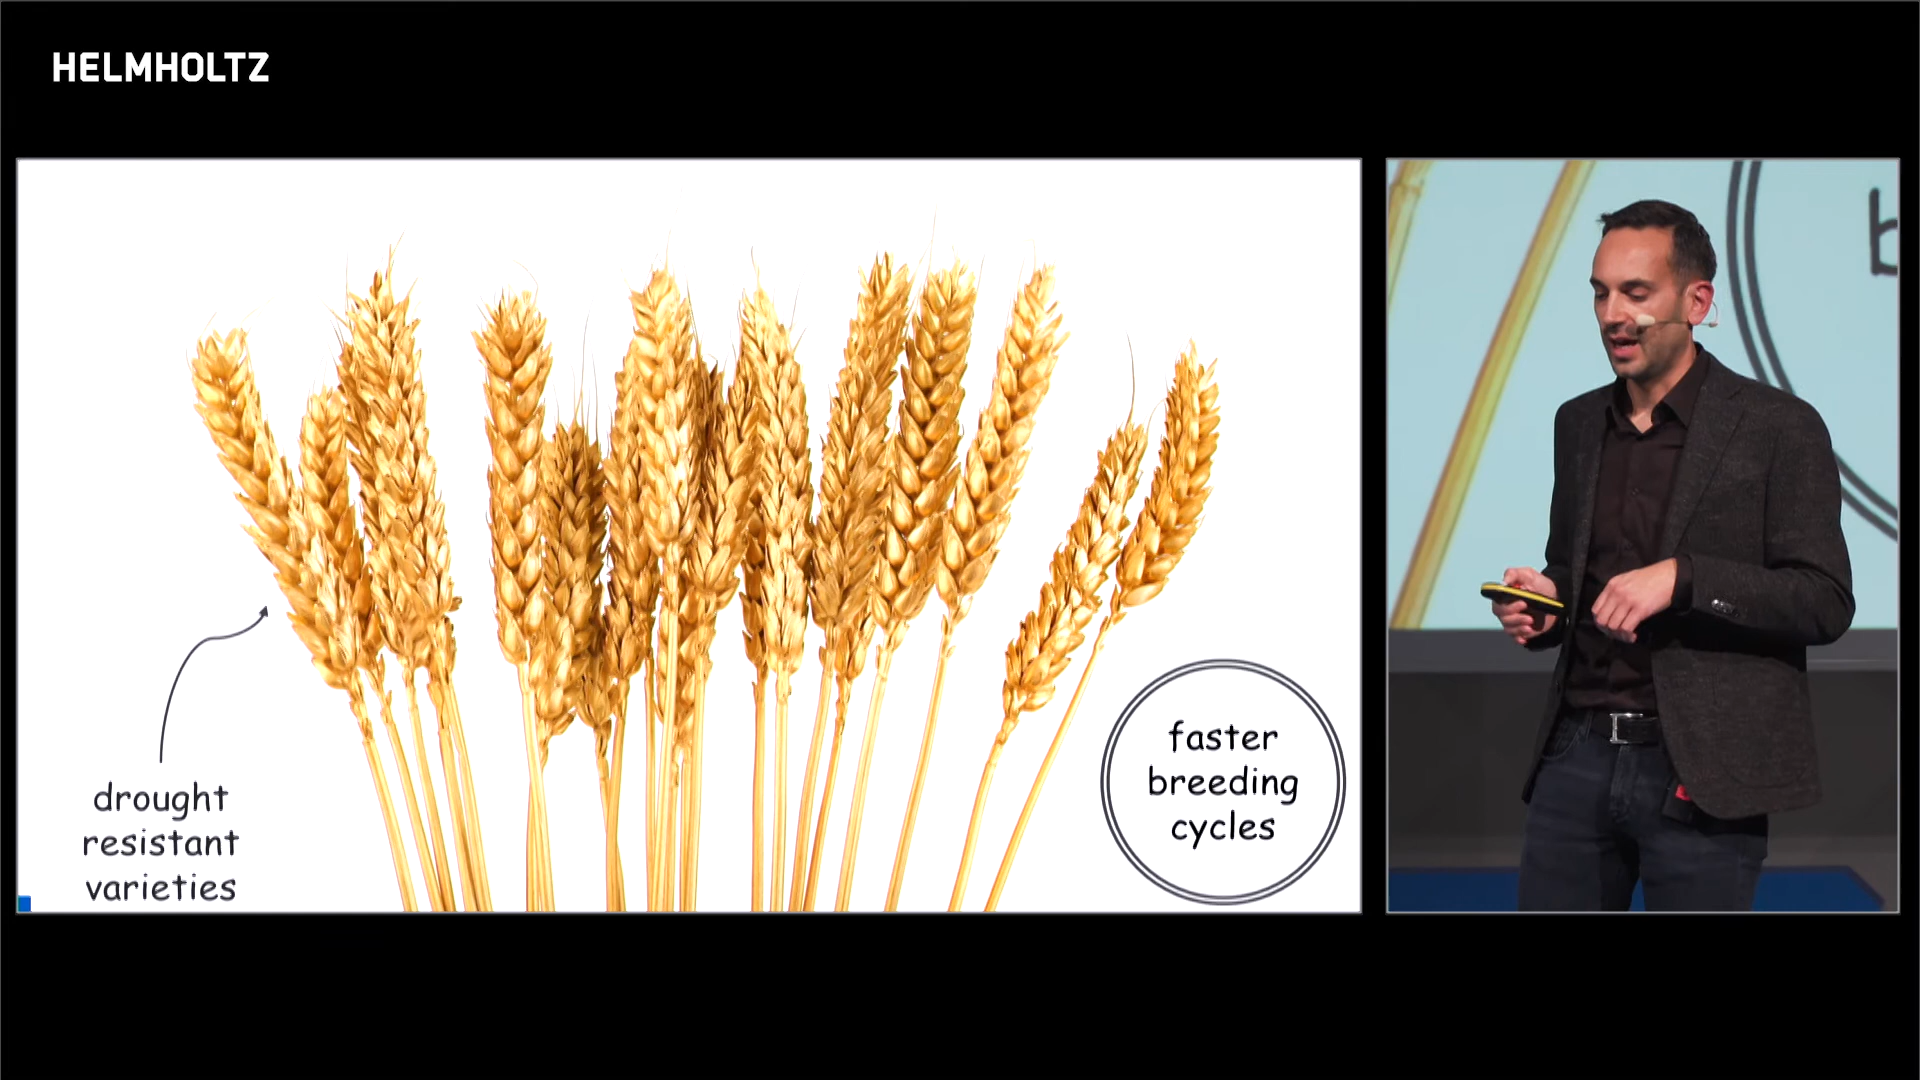 HELMHOLTZ
drought
resistant
varieties
faster
breeding
cycles
b